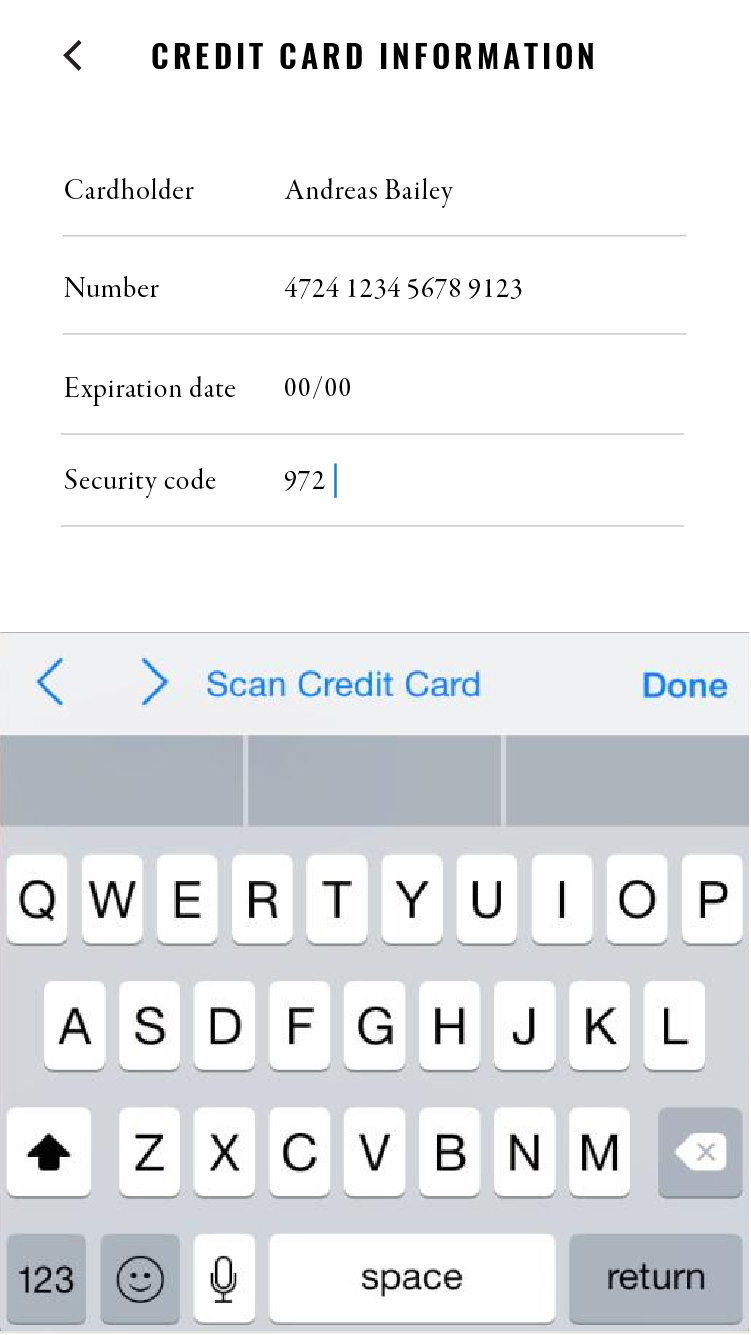 CREDIT CARD INFORMATION
Cardholder Andreas Bailey
Number 4724 1234 5678 9123
Expiration date 00/00
Security code 972
Scan Credit Card Done
Q W E R T Y U I O P
A S D F G H J K L
Z X C V B N M
123 space return